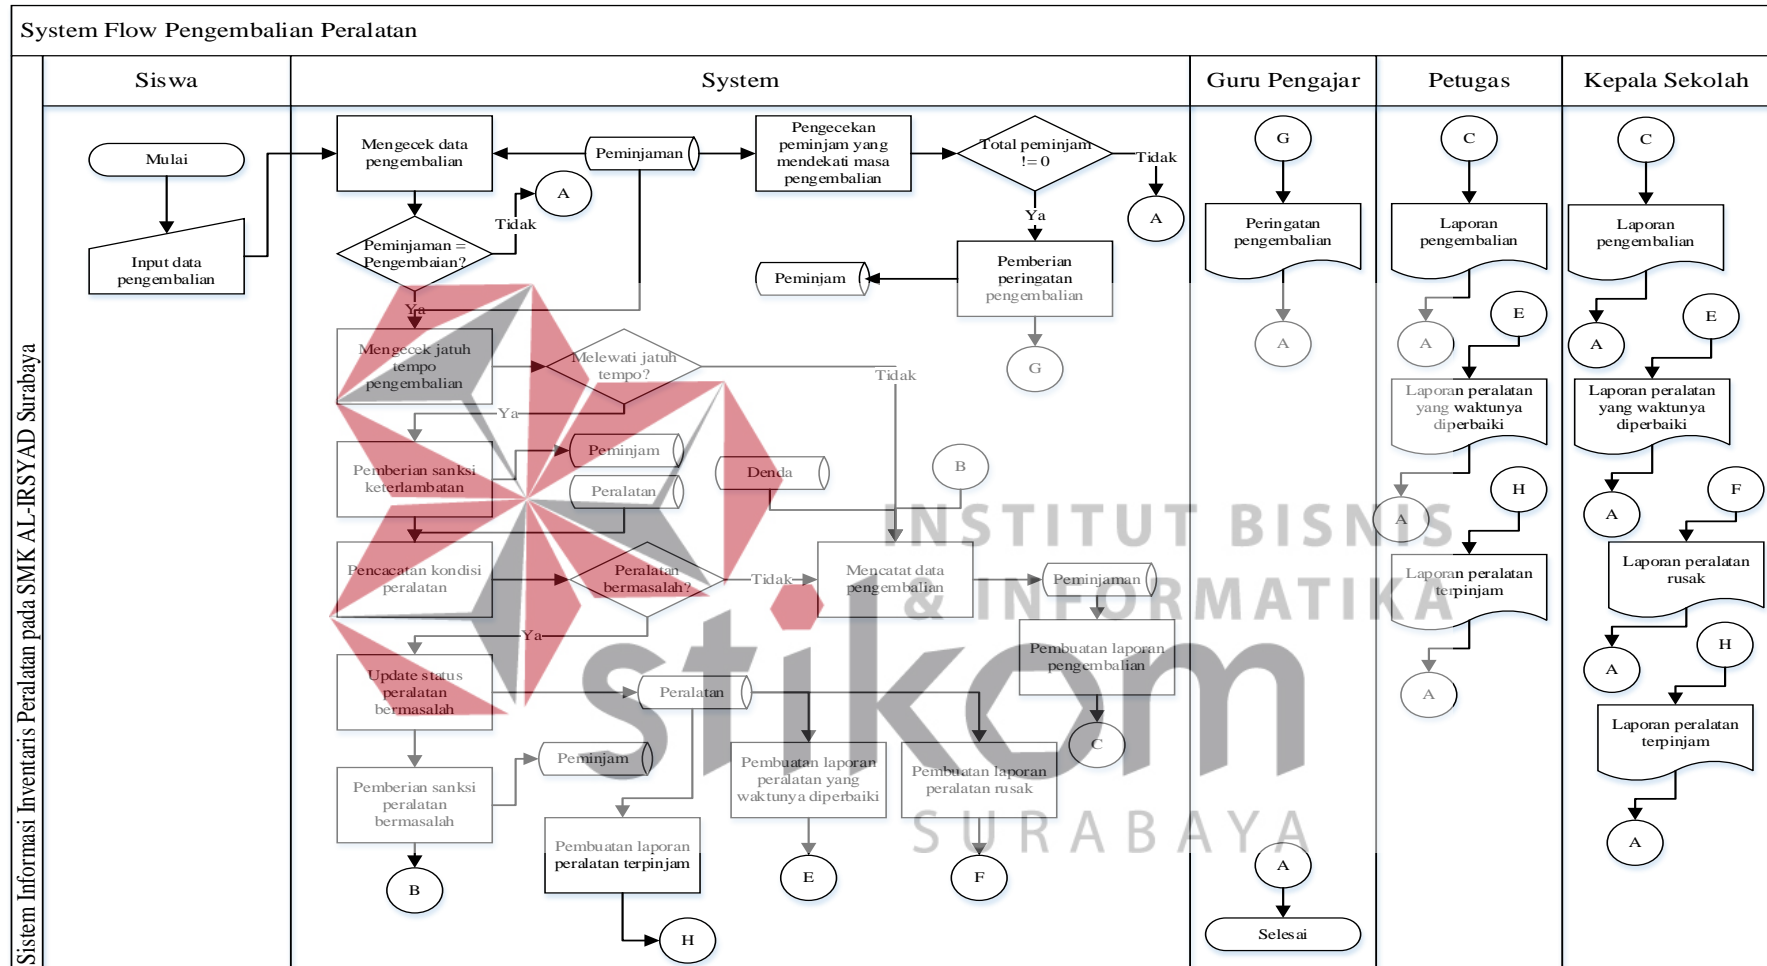 System Flow Pengembalian Peralatan
Sistem Informasi Inventaris Peralatan pada SMK AL-IRSYAD Surabaya
Siswa
System
Guru Pengajar
Petugas
Kepala Sekolah
Mulai
Input data
pengembalian
Mengecek data
pengembalian
Peminjaman
Pengecekan
peminjam yang
mendekati masa
pengembalian
Total peminjam
!= 0
Tidak
A
Ya
A
Tidak
Peminjaman =
Pengembaian?
Ya
Peminjam
Pemberian
peringatan
pengembalian
G
Mengecek jatuh
tempo
pengembalian
Melewati jatuh
tempo?
Tidak
Ya
Pemberian sanksi
keterlambatan
Peminjam
Peralatan
Denda
B
Pencacatan kondisi
peralatan
Peralatan
bermasalah?
Tidak
Mencatat data
pengembalian
Peminjaman
Ya
Pembuatan laporan
pengembalian
C
Update status
peralatan
bermasalah
Peralatan
Pemberian sanksi
peralatan
bermasalah
Peminjam
B
Pembuatan laporan
peralatan terpinjam
H
Pembuatan laporan
peralatan yang
waktunya diperbaiki
E
Pembuatan laporan
peralatan rusak
F
G
Peringatan
pengembalian
A
A
Selesai
C
Laporan
pengembalian
A
E
Laporan peralatan
yang waktunya
diperbaiki
A
H
Laporan peralatan
terpinjam
A
C
Laporan
pengembalian
A
E
Laporan peralatan
yang waktunya
diperbaiki
A
F
Laporan peralatan
rusak
A
H
Laporan peralatan
terpinjam
A
INSTITUT BISNIS
& INFORMATIKA
stikom
SURABAYA